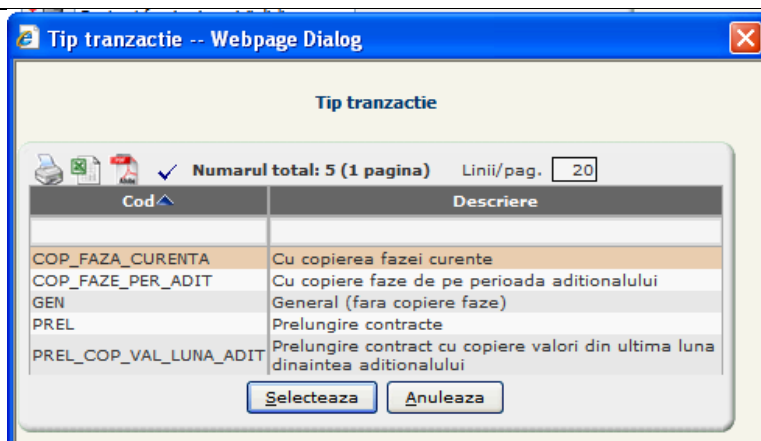 Tip tranzactie -- Webpage Dialog
Tip tranzactie
Numarul total: 5 (1 pagina) Linii/pag. 20
Cod Descriere
COP_FAZA_CURENTA Cu copierea fazei curente
COP_FAZE_PER_ADIT Cu copiere faze de pe perioada aditionalului
GEN General (fara copiere faze)
PREL Prelungire contracte
PREL_COP_VAL_LUNA_ADIT Prelungire contract cu copiere valori din ultima luna
dinaintea aditionalului
Selecteaza Anuleaza